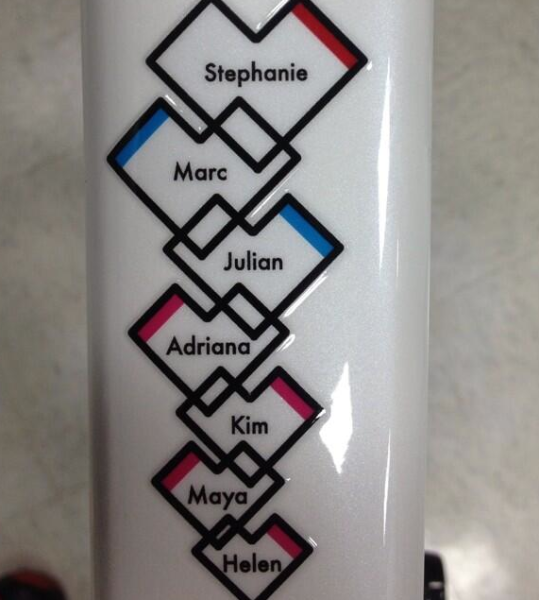 Stephanie
Marc
Julian
Adriana
Kim
Maya
Helen